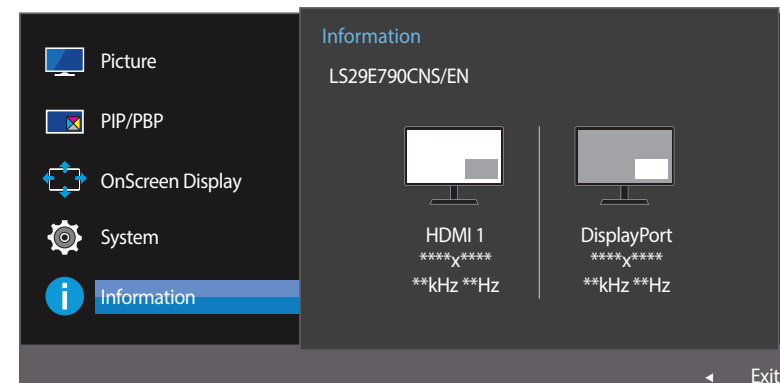 Picture
PIP/PBP
OnScreen Display
System
Information
Information
LS29E790CNS/EN
HDMI 1
****x****
**kHz **Hz
DisplayPort
****x****
**kHz **Hz
Exit